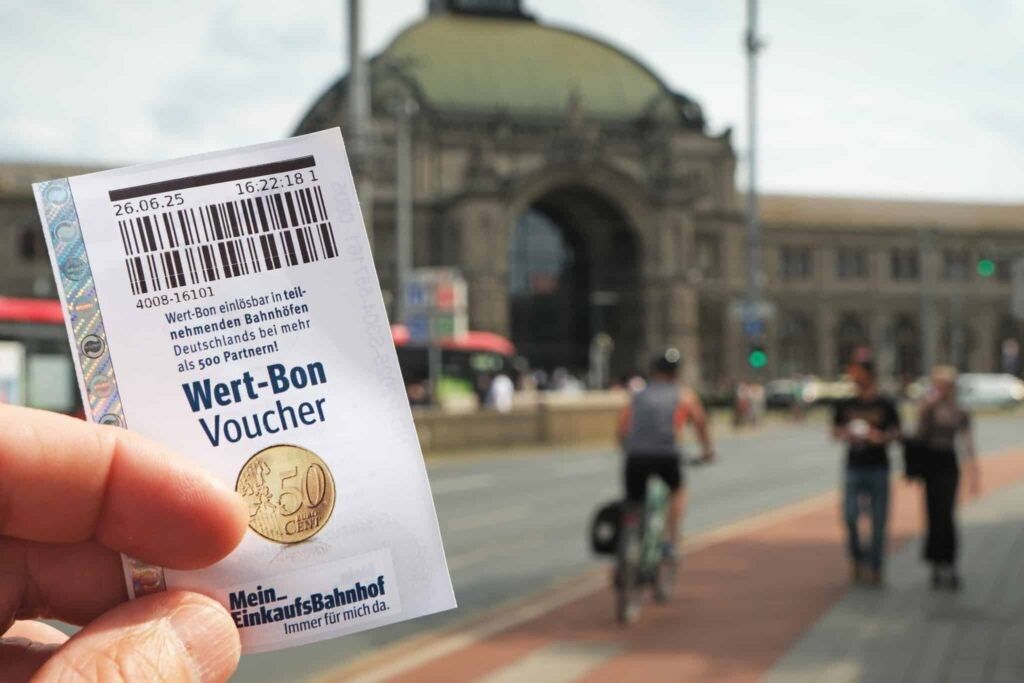 26.06.25 16:22:18 1
4008-16101
Wert-Bon einlösbar in teil-
nehmenden Bahnhöfen
Deutschlands bei mehr
als 500 Partnern!
Wert-Bon
Voucher
50
EURO
CENT
Mein_
EinkaufsBahnhof
Immer für mich da.